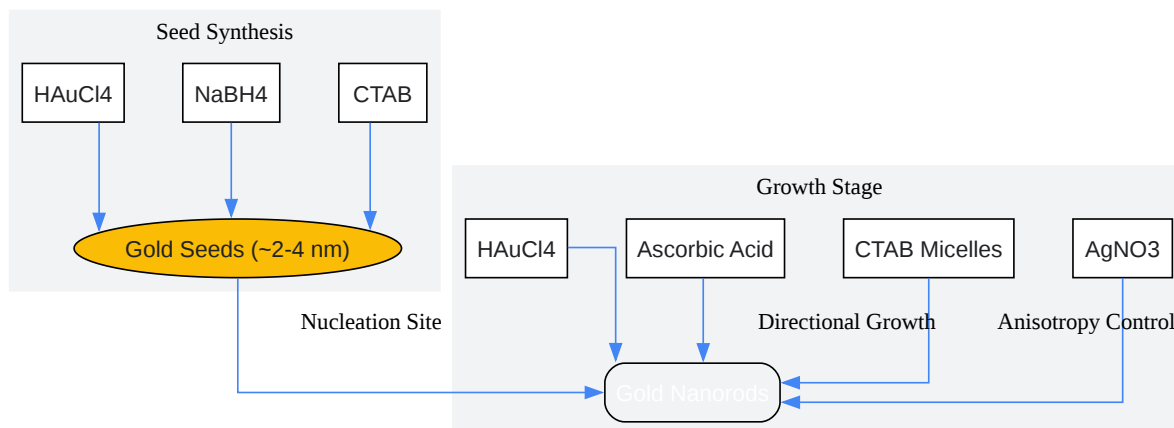 Seed Synthesis
HAuCl4
NaBH4
CTAB
Gold Seeds (~2-4 nm)
Growth Stage
HAuCl4
Ascorbic Acid
CTAB Micelles
AgNO3
Nucleation Site
Directional Growth
Anisotropy Control
Gold Nanorods